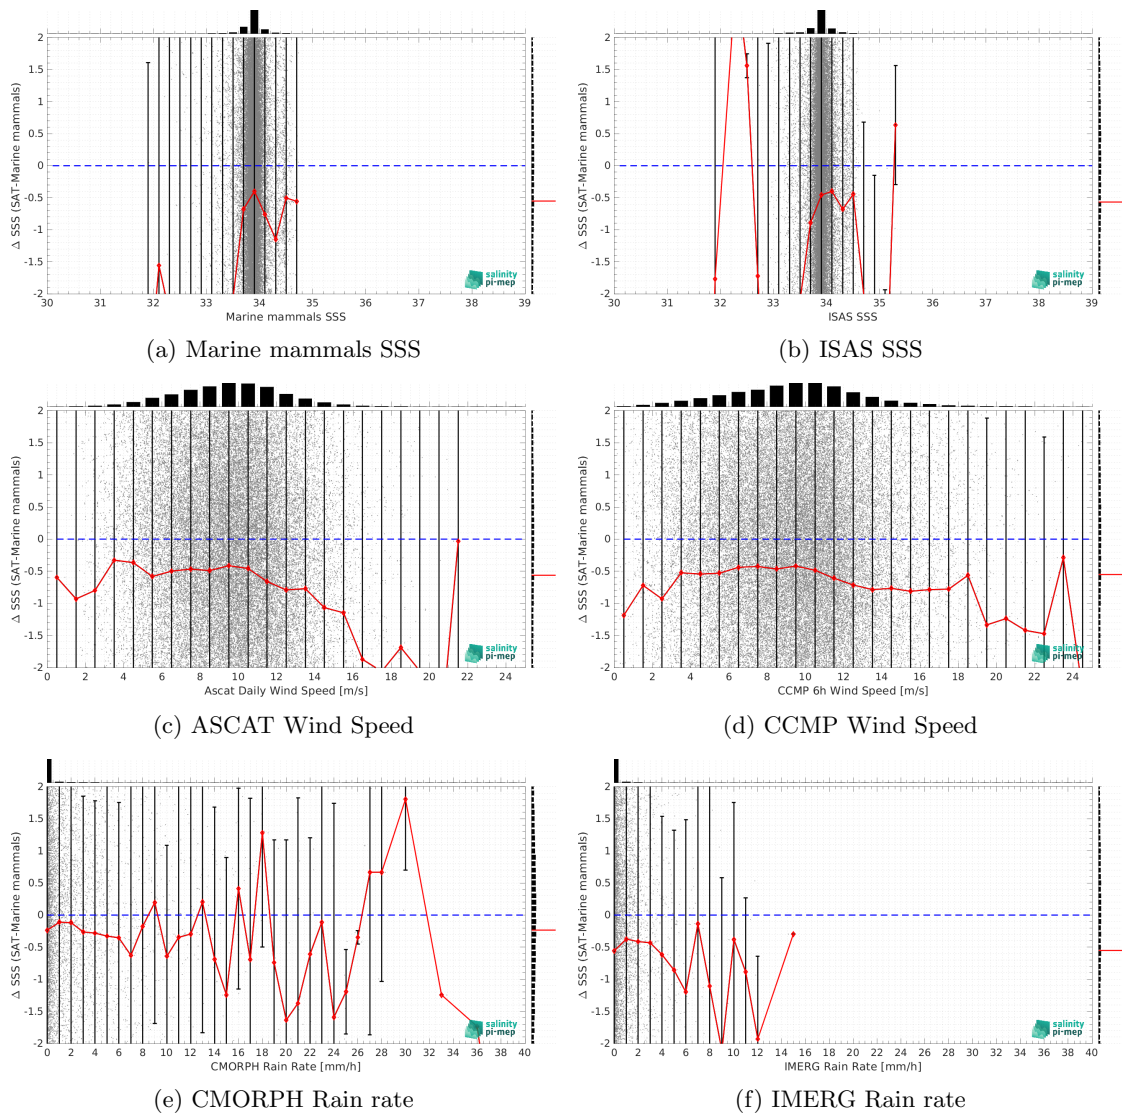 2
1.5
1
0.5
0
-0.5
-1
-1.5
-2
Δ SSS (SAT-Marine mammals)
30 31 32 33 34 35 36 37 38 39
Marine mammals SSS
salinity
pi-mep
(a) Marine mammals SSS
2
1.5
1
0.5
0
-0.5
-1
-1.5
-2
Δ SSS (SAT-Marine mammals)
30 31 32 33 34 35 36 37 38 39
ISAS SSS
salinity
pi-mep
(b) ISAS SSS
2
1.5
1
0.5
0
-0.5
-1
-1.5
-2
Δ SSS (SAT-Marine mammals)
0 2 4 6 8 10 12 14 16 18 20 22 24
Ascat Daily Wind Speed [m/s]
salinity
pi-mep
(c) ASCAT Wind Speed
2
1.5
1
0.5
0
-0.5
-1
-1.5
-2
Δ SSS (SAT-Marine mammals)
0 2 4 6 8 10 12 14 16 18 20 22 24
CCMP 6h Wind Speed [m/s]
salinity
pi-mep
(d) CCMP Wind Speed
2
1.5
1
0.5
0
-0.5
-1
-1.5
-2
Δ SSS (SAT-Marine mammals)
0 2 4 6 8 10 12 14 16 18 20 22 24 26 28 30 32 34 36 38 40
CMORPH Rain Rate [mm/h]
salinity
pi-mep
(e) CMORPH Rain rate
2
1.5
1
0.5
0
-0.5
-1
-1.5
-2
Δ SSS (SAT-Marine mammals)
0 2 4 6 8 10 12 14 16 18 20 22 24 26 28 30 32 34 36 38 40
IMERG Rain Rate [mm/h]
salinity
pi-mep
(f) IMERG Rain rate